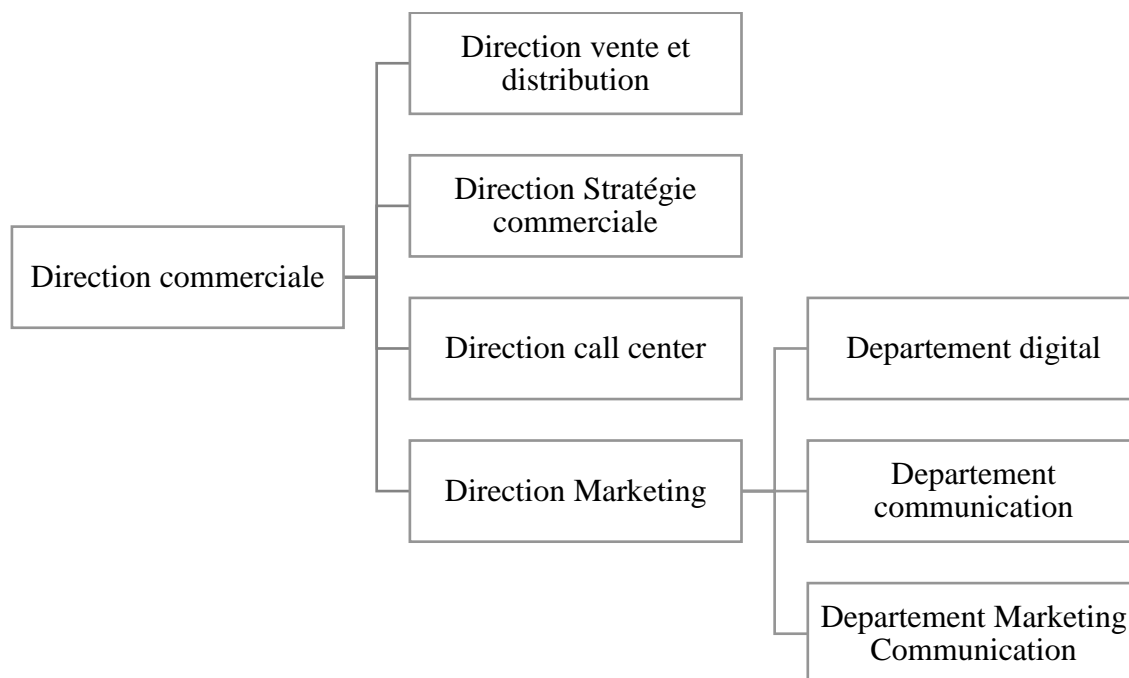 Direction commerciale
Direction vente et
distribution
Direction Stratégie
commerciale
Direction call center
Direction Marketing
Departement digital
Departement
communication
Departement Marketing
Communication